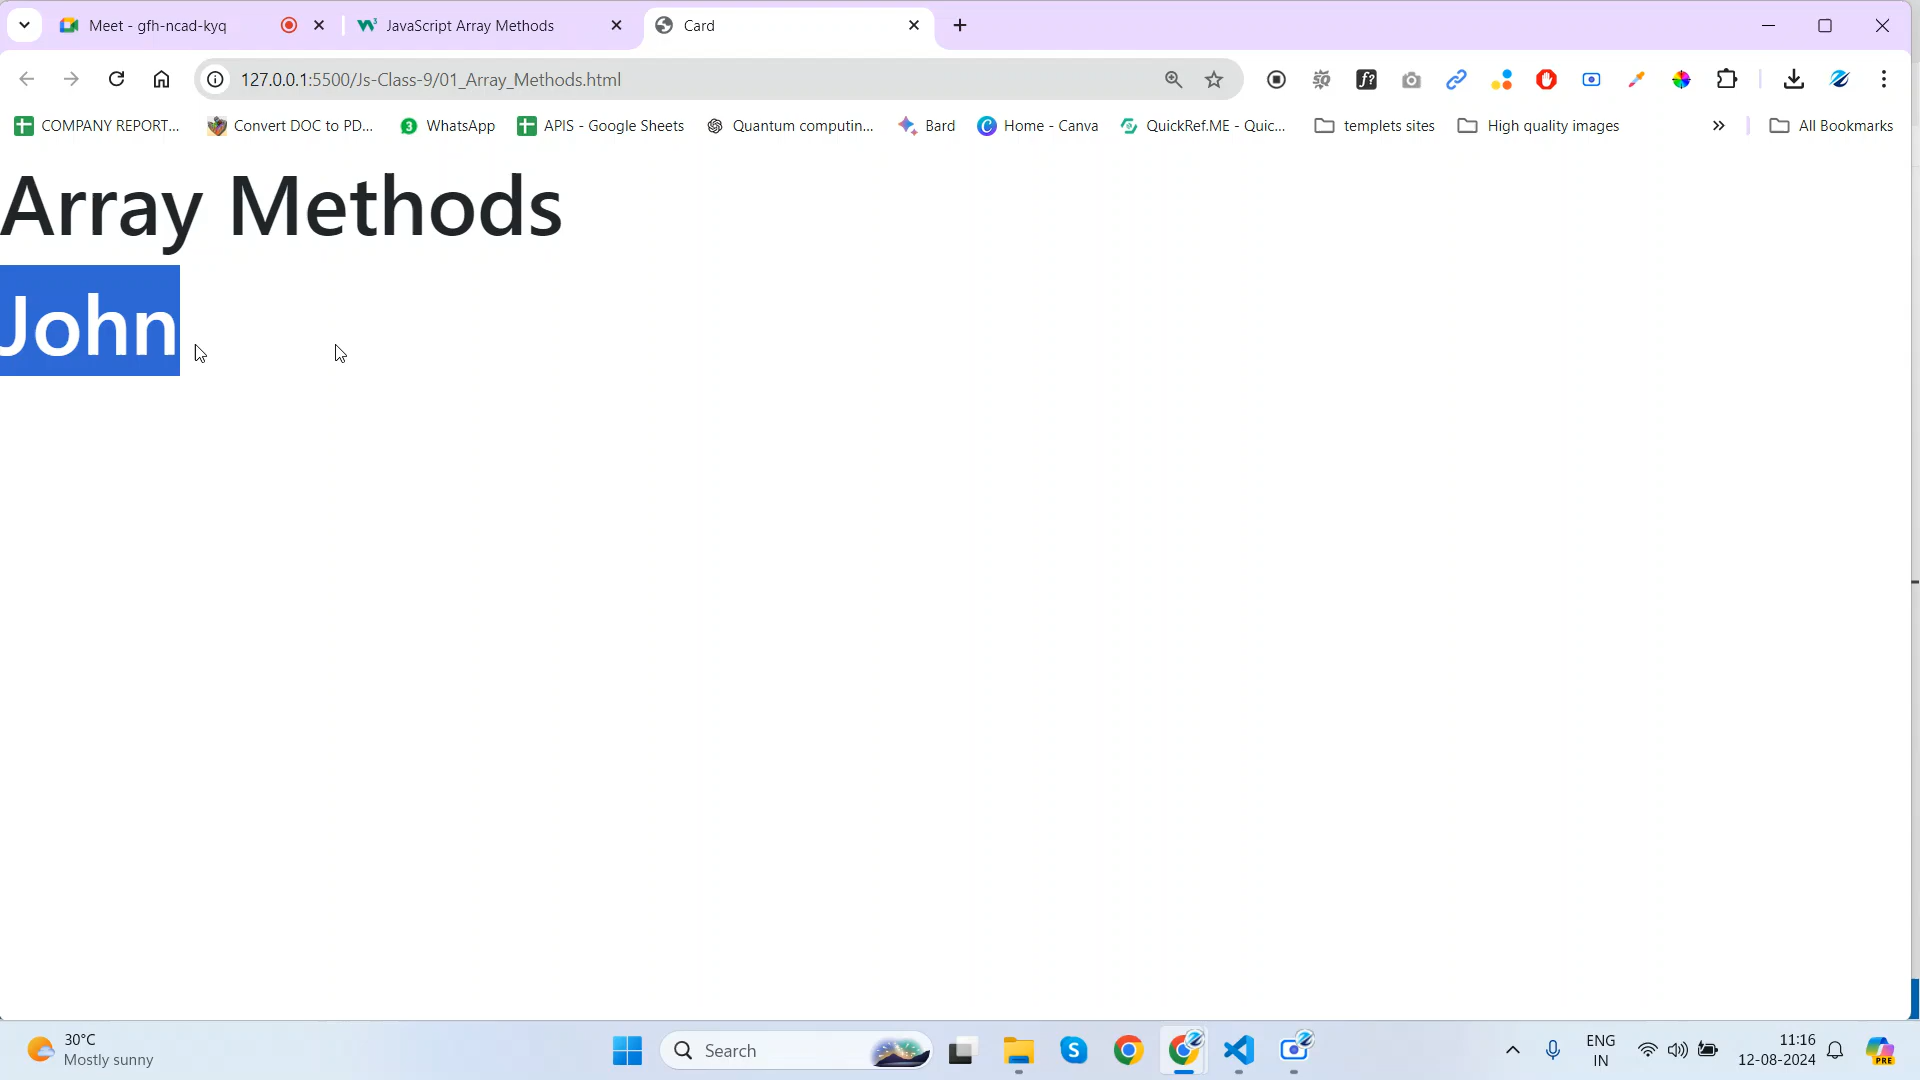 Meet - gfh-ncad-kyq
JavaScript Array Methods
Card
127.0.0.1:5500/Js-Class-9/01_Array_Methods.html
f?
COMPANY REPORT...
Convert DOC to PD...
3
WhatsApp
APIS - Google Sheets
Quantum computin...
Bard
Home - Canva
QuickRef.ME - Quic...
templets sites
High quality images
All Bookmarks
Array Methods
John
30°C
Mostly sunny
Search
ENG
IN
11:16
12-08-2024
PRE